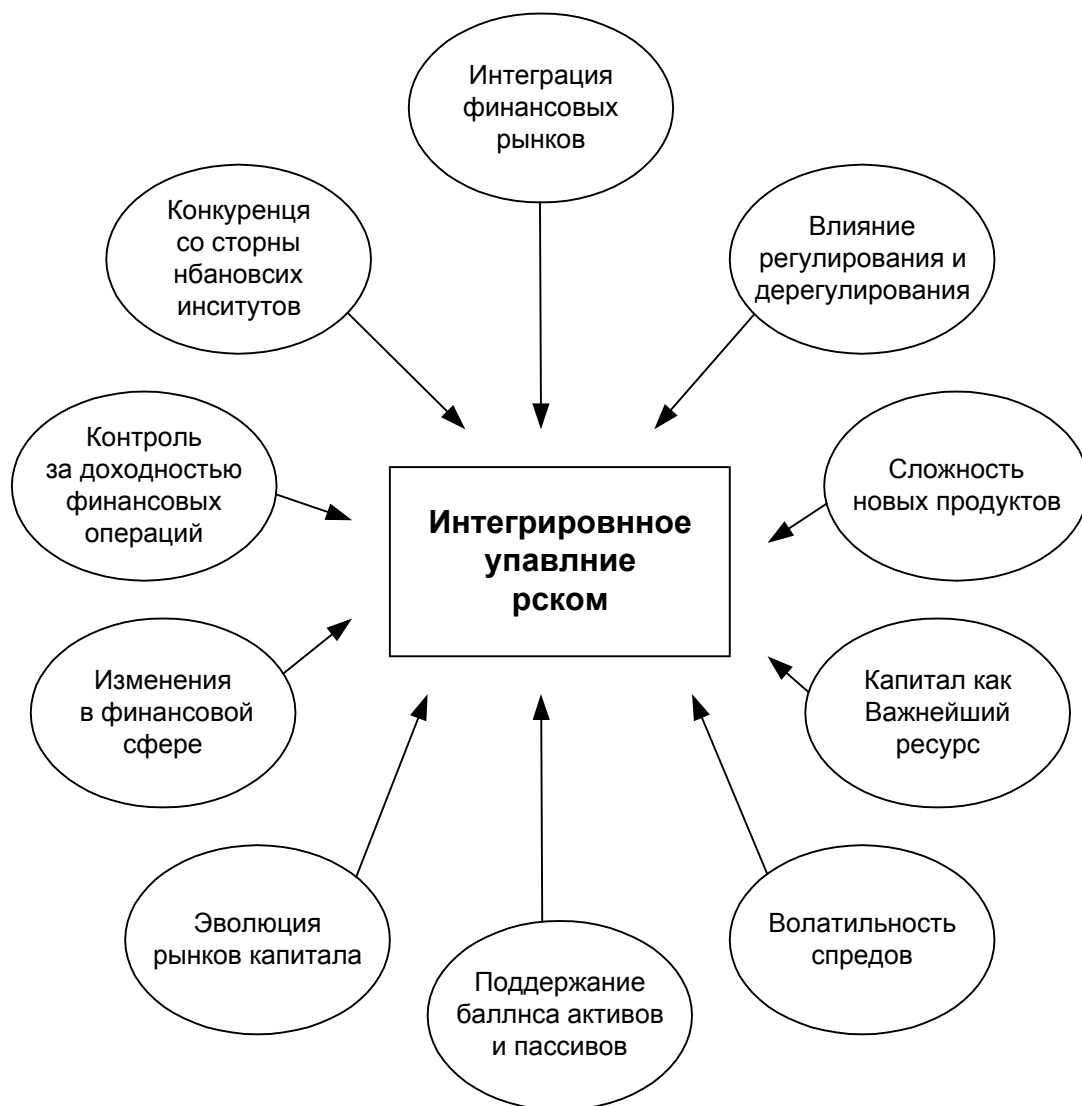 Интеграция
финансовых
рынков
Конкуренця
со сторны
нбановсих
инситутов
Влияние
регулирования и
дерегулирования
Контроль
за доходностью
финансовых
операций
Сложность
новых продуктов
Интегрировнное
упавлние
рском
Изменения
в финансовой
сфере
Капитал как
Важнейший
ресурс
Эволюция
рынков капитала
Поддержание
баллнса активов
и пассивов
Волатильность
спредов